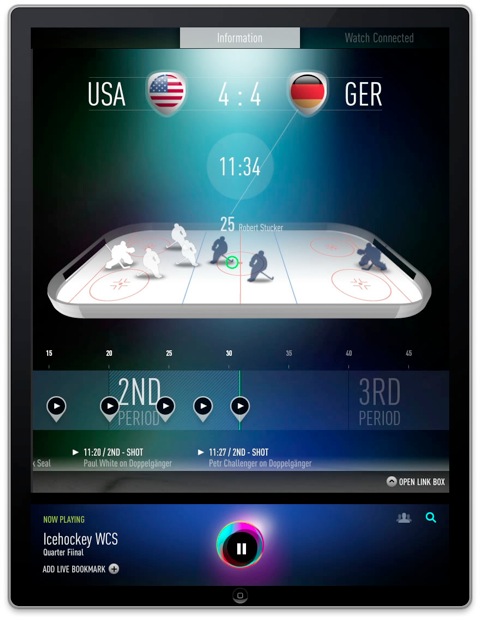 Information Watch Connected
USA 4 : 4 GER
11:34
25 Robert Stucker
15 20 25 30 35 40 45
2ND PERIOD
3RD PERIOD
11:20 / 2ND - SHOT
Paul White on Doppelgänger
11:27 / 2ND - SHOT
Petr Challenger on Doppelgänger
Seal
OPEN LINK BOX
NOW PLAYING
Icehockey WCS
Quarter Fiinal
ADD LIVE BOOKMARK